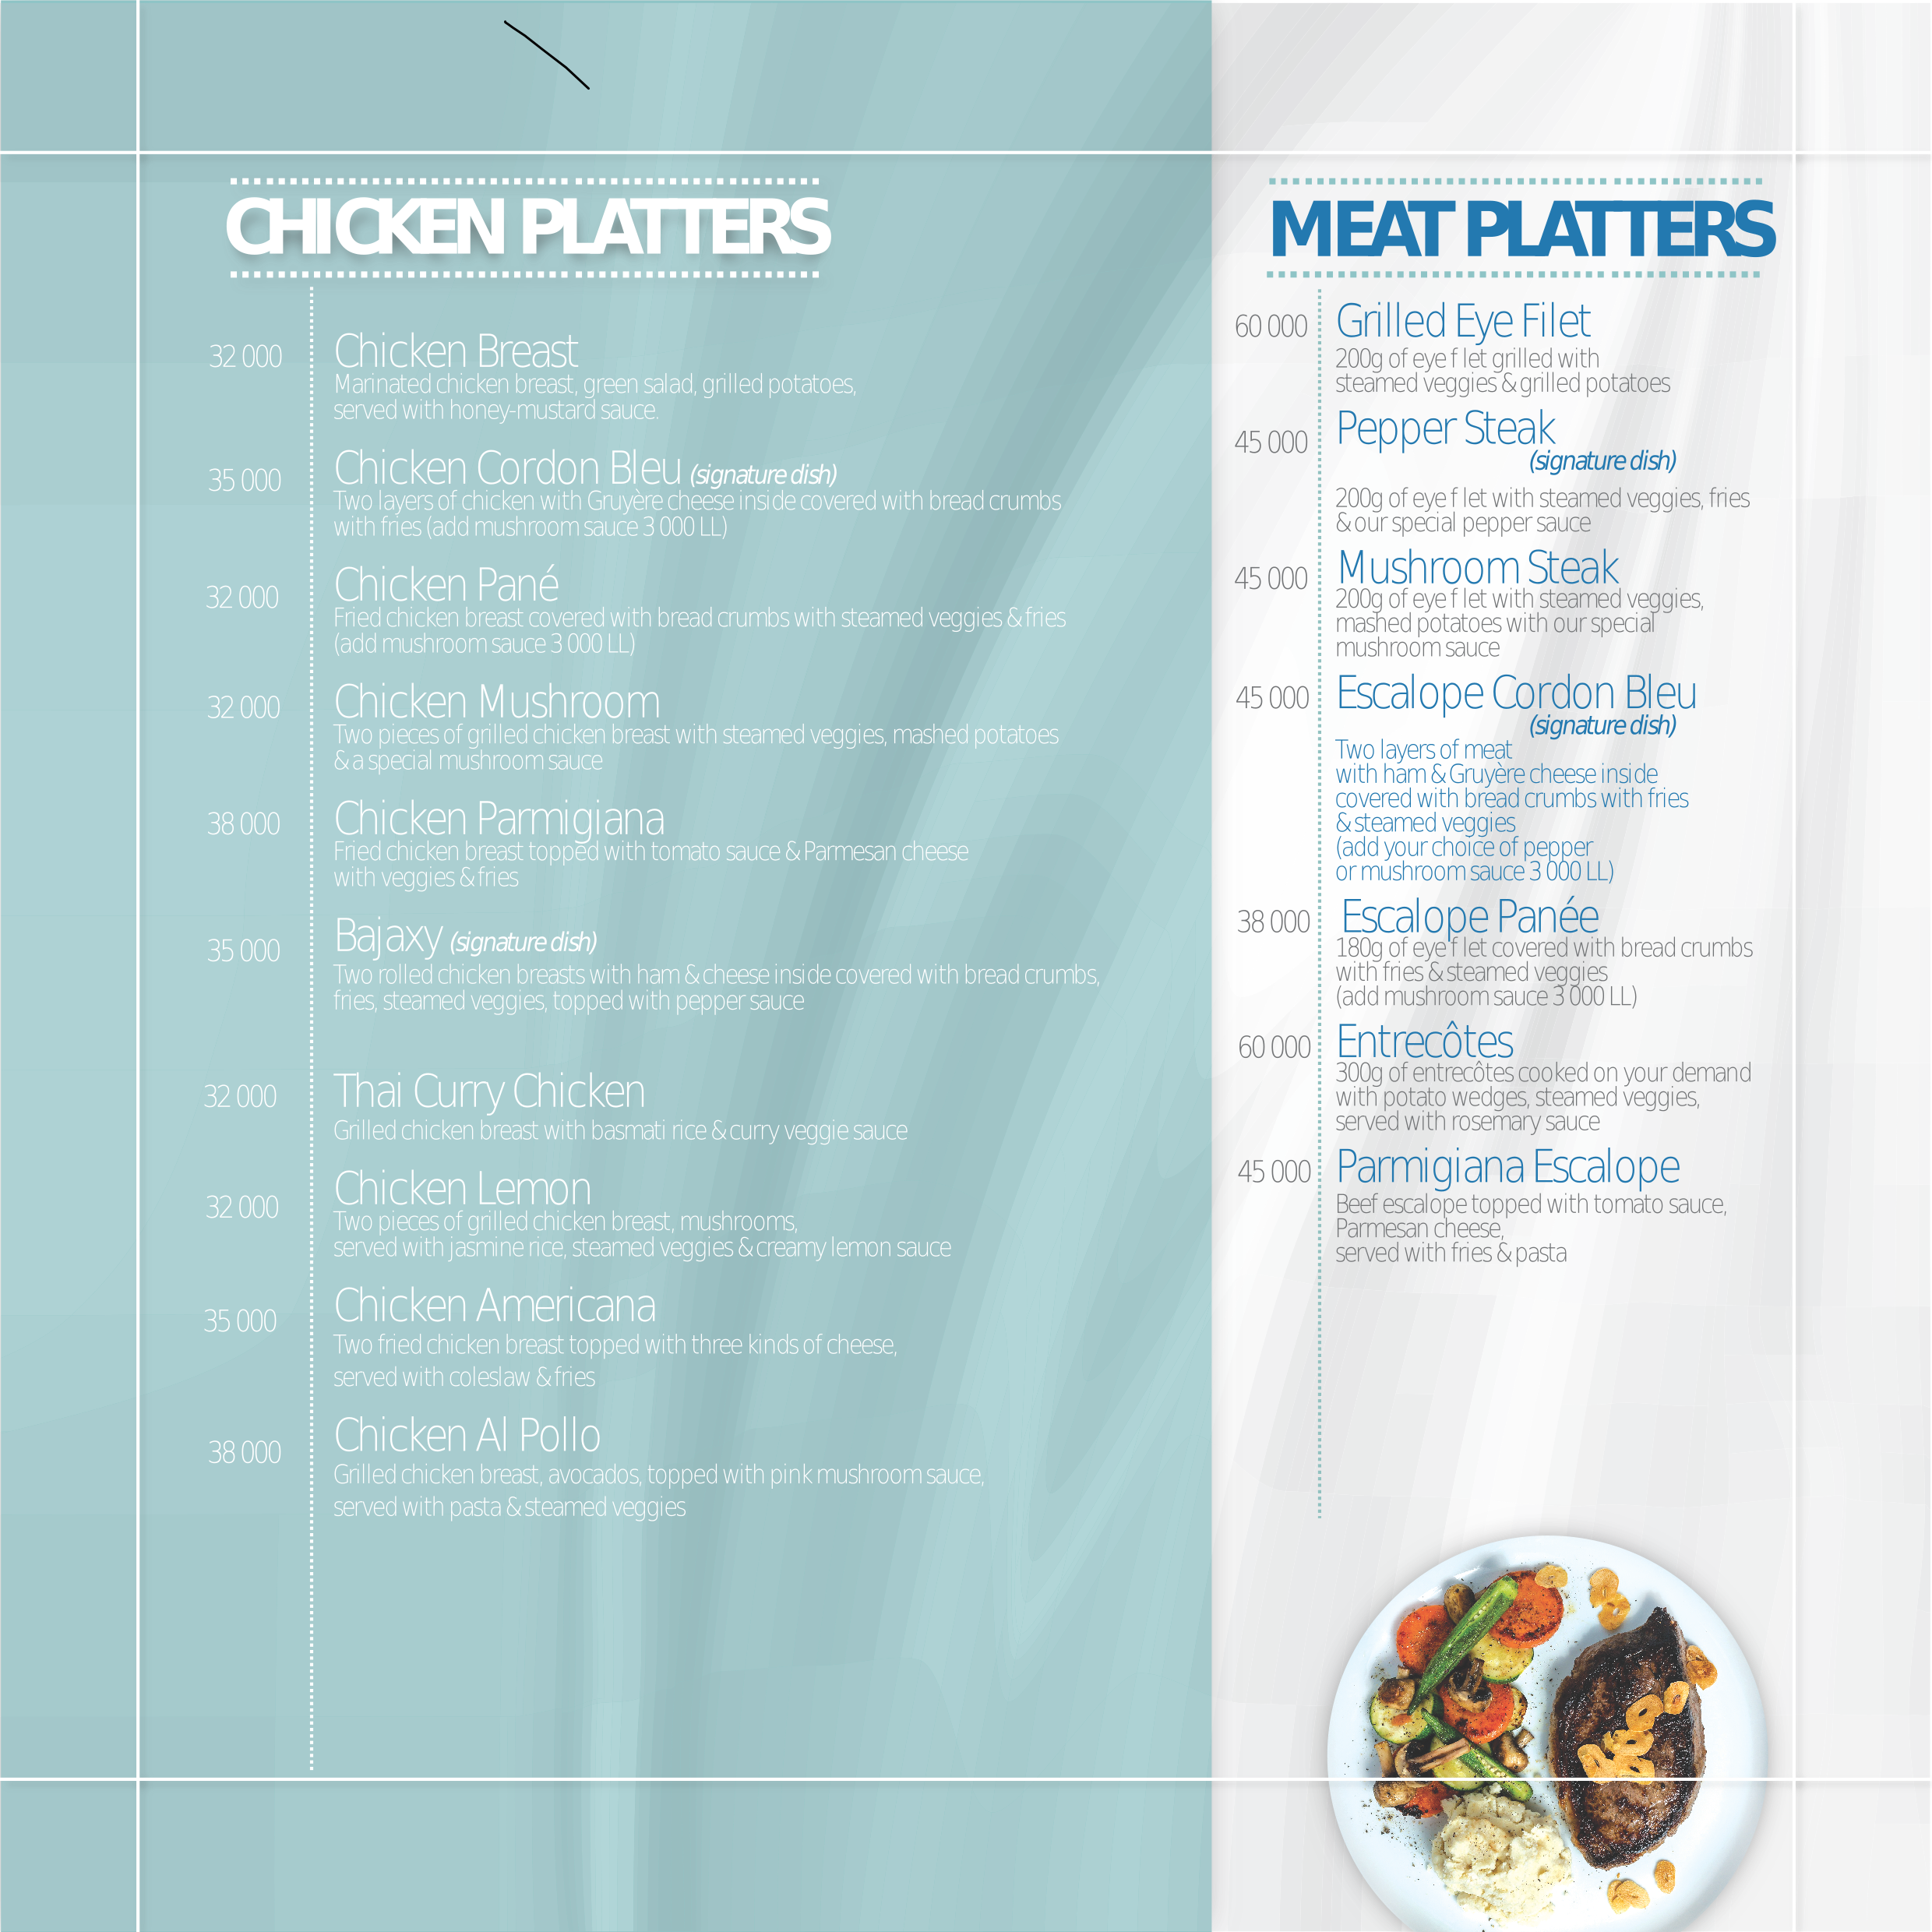 CHICKEN PLATTERS
32 000
Chicken Breast
Marinated chicken breast, green salad, grilled potatoes,
served with honey-mustard sauce.
35 000
Chicken Cordon Bleu (signature dish)
Two layers of chicken with Gruyère cheese inside covered with bread crumbs
with fries (add mushroom sauce 3 000 LL)
32 000
Chicken Pané
Fried chicken breast covered with bread crumbs with steamed veggies & fries
(add mushroom sauce 3 000 LL)
32 000
Chicken Mushroom
Two pieces of grilled chicken breast with steamed veggies, mashed potatoes
& a special mushroom sauce
38 000
Chicken Parmigiana
Fried chicken breast topped with tomato sauce & Parmesan cheese
with veggies & fries
35 000
Bajaxy (signature dish)
Two rolled chicken breasts with ham & cheese inside covered with bread crumbs,
fries, steamed veggies, topped with pepper sauce
32 000
Thai Curry Chicken
Grilled chicken breast with basmati rice & curry veggie sauce
32 000
Chicken Lemon
Two pieces of grilled chicken breast, mushrooms,
served with jasmine rice, steamed veggies & creamy lemon sauce
35 000
Chicken Americana
Two fried chicken breast topped with three kinds of cheese,
served with coleslaw & fries
38 000
Chicken Al Pollo
Grilled chicken breast, avocados, topped with pink mushroom sauce,
served with pasta & steamed veggies
MEAT PLATTERS
60 000
Grilled Eye Filet
200g of eye f let grilled with
steamed veggies & grilled potatoes
45 000
Pepper Steak
(signature dish)
200g of eye f let with steamed veggies, fries
& our special pepper sauce
45 000
Mushroom Steak
200g of eye f let with steamed veggies,
mashed potatoes with our special
mushroom sauce
45 000
Escalope Cordon Bleu
(signature dish)
Two layers of meat
with ham & Gruyère cheese inside
covered with bread crumbs with fries
& steamed veggies
(add your choice of pepper
or mushroom sauce 3 000 LL)
38 000
Escalope Panée
180g of eye f let covered with bread crumbs
with fries & steamed veggies
(add mushroom sauce 3 000 LL)
60 000
Entrecôtes
300g of entrecôtes cooked on your demand
with potato wedges, steamed veggies,
served with rosemary sauce
45 000
Parmigiana Escalope
Beef escalope topped with tomato sauce,
Parmesan cheese,
served with fries & pasta